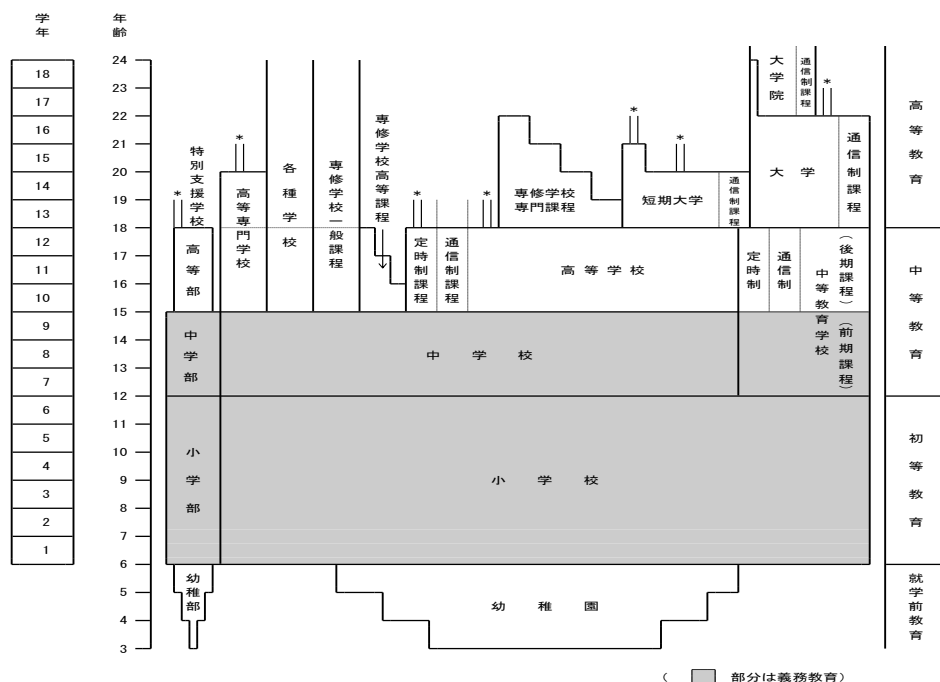 学年
年齢
18
17
16
15
14
13
12
11
10
9
8
7
6
5
4
3
2
1
24
23
22
21
20
19
18
17
16
15
14
13
12
11
10
9
8
7
6
5
4
3
*
特別支援学校
高等部
中学部
小学部
幼稚部
*
高等専門学校
各種学校
専修学校一般課程
専修学校高等課程
*
定時制課程
通信制課程
*
専修学校
専門課程
高等学校
*
短期大学
*
通信制課程
大学院
通信制課程
*
大学
通信制課程
定時制
通信制
中等教育学校
(後期課程)
(前期課程)
中学校
小学校
幼稚園
高等教育
中等教育
初等教育
就学前教育
( 部分は義務教育)